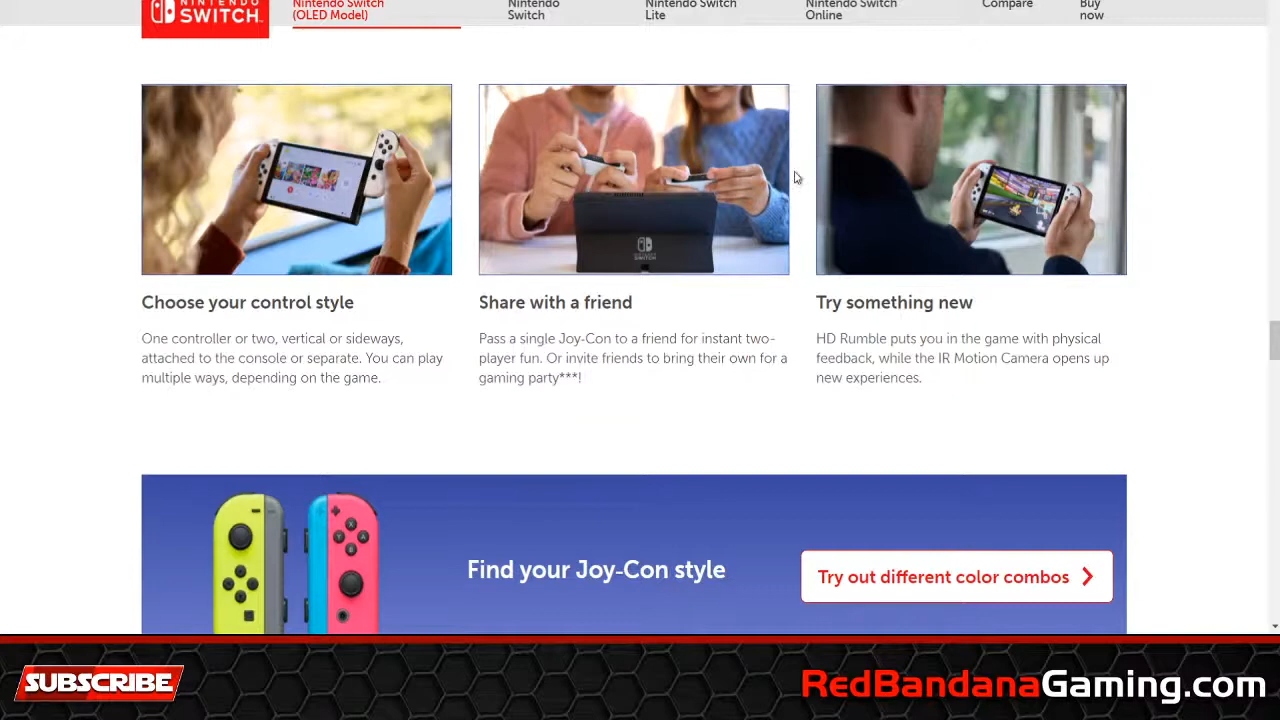 NINTENDO
SWITCH
Nintendo Switch
(OLED Model)
Nintendo
Switch
Nintendo Switch
Lite
Nintendo Switch
Online
Compare
Buy
now
NINTENDO
SWITCH
Choose your control style
One controller or two, vertical or sideways,
attached to the console or separate. You can play
multiple ways, depending on the game.
Share with a friend
Pass a single Joy-Con to a friend for instant two-
player fun. Or invite friends to bring their own for a
gaming party***!
Try something new
HD Rumble puts you in the game with physical
feedback, while the IR Motion Camera opens up
new experiences.
X
Y
A
B
Find your Joy-Con style
Try out different color combos
SUBSCRIBE
RedBandanaGaming.com